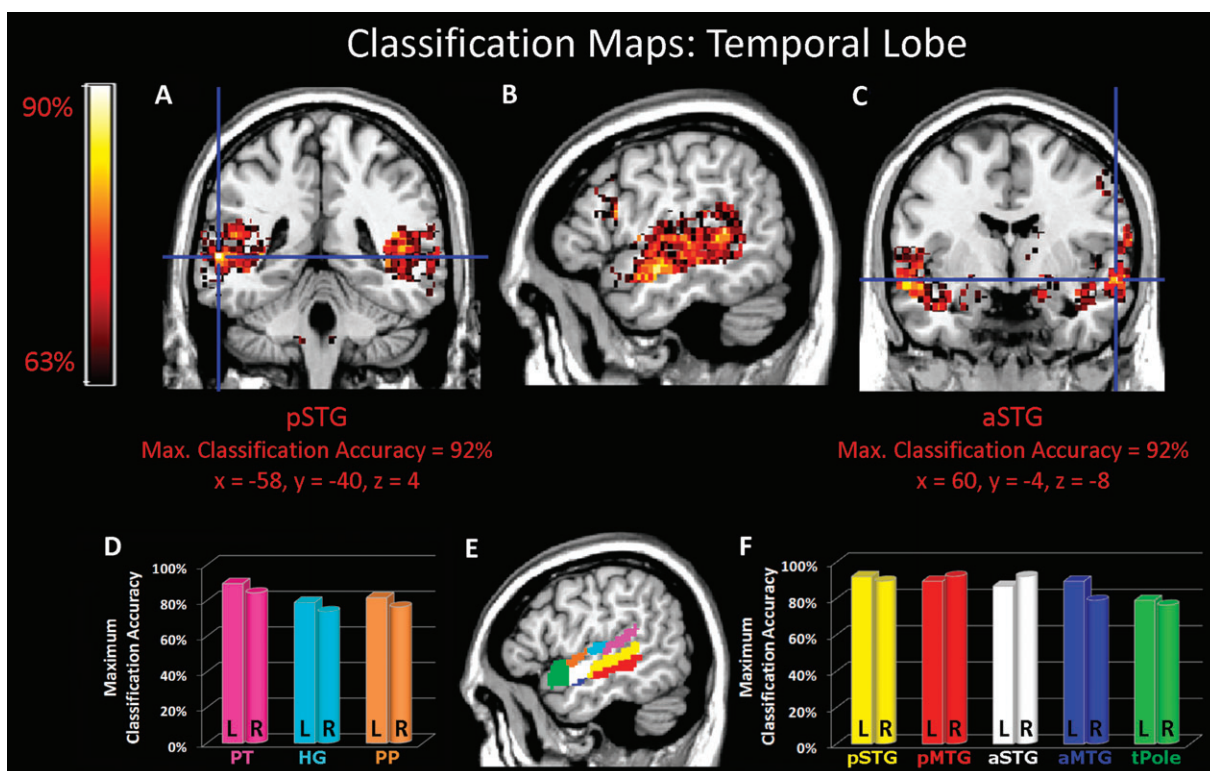 Classification Maps: Temporal Lobe
90%
63%
A
B
C
pSTG
Max. Classification Accuracy = 92%
x = -58, y = -40, z = 4
aSTG
Max. Classification Accuracy = 92%
x = 60, y = -4, z = -8
D
Maximum
Classification Accuracy
100%
80%
60%
40%
20%
0%
L R L R L R
PT HG PP
E
F
Maximum
Classification Accuracy
100%
80%
60%
40%
20%
0%
L R L R L R L R L R
pSTG pMTG aSTG aMTG tPole